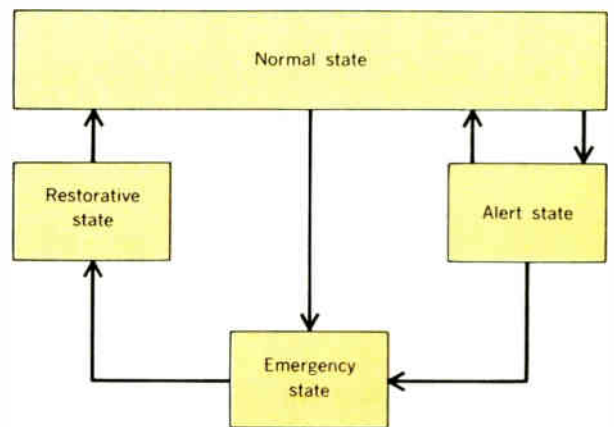 Normal state
Restorative
state
Alert state
Emergency
state